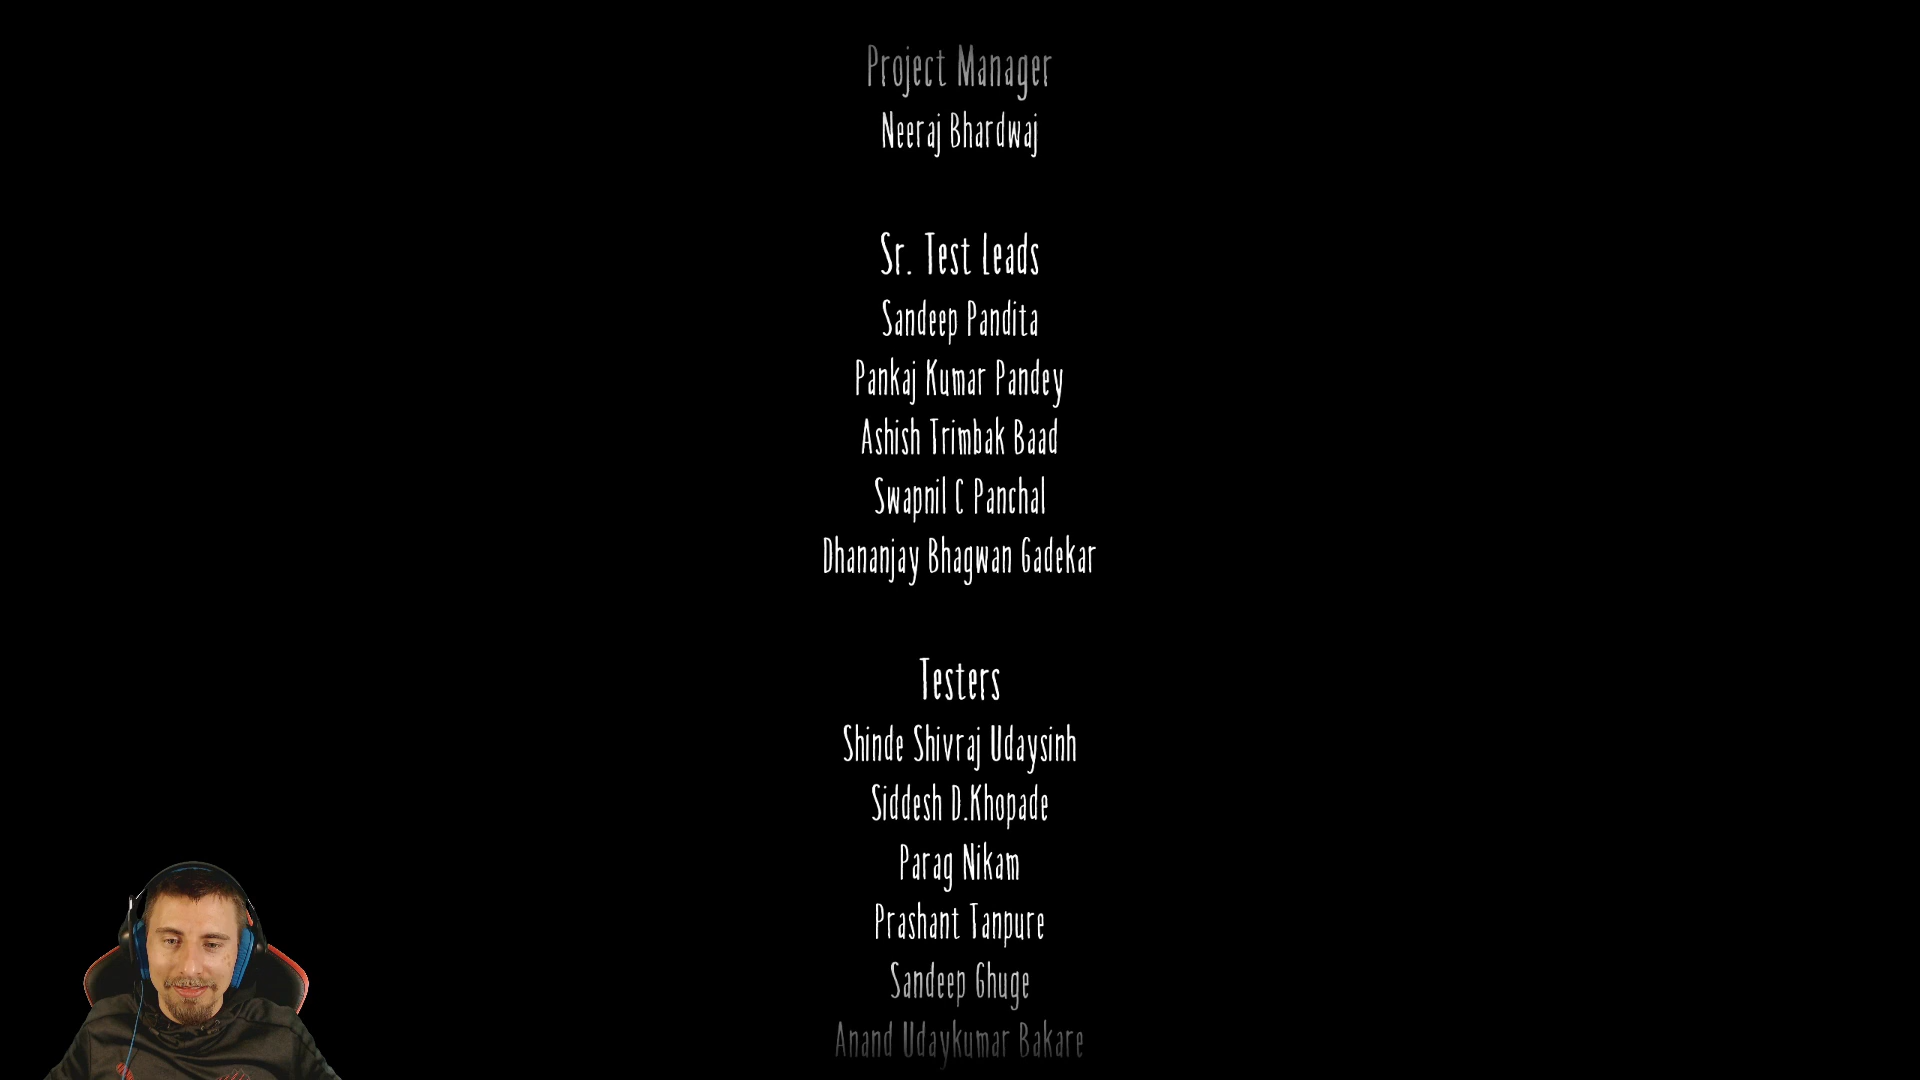 Project Manager
Neeraj Bhardwaj
Sr. Test Leads
Sandeep Pandita
Pankaj Kumar Pandey
Ashish Trimbak Baad
Swapnil C Panchal
Dhananjay Bhagwan Gadekar
Testers
Shinde Shivraj Udaysinh
Siddesh D.Khopade
Parag Nikam
Prashant Tanpure
Sandeep Ghuge
Anand Udaykumar Bakare